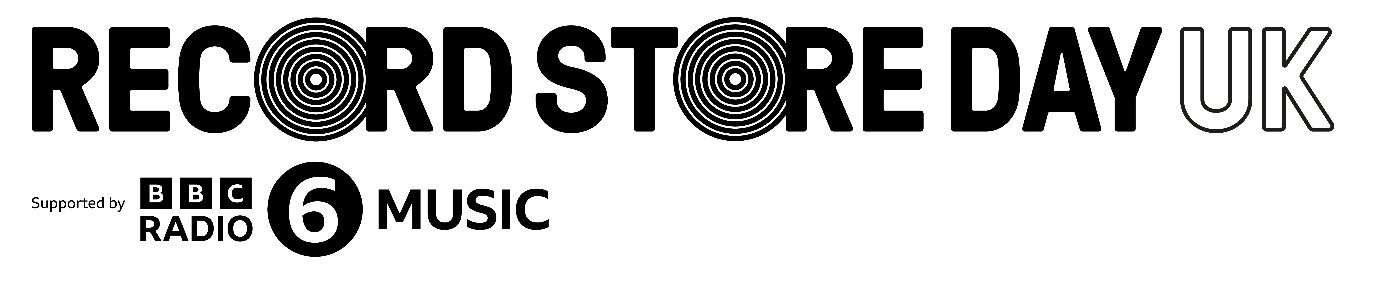 RECORD STORE DAY UK
Supported by BBC RADIO 6 MUSIC